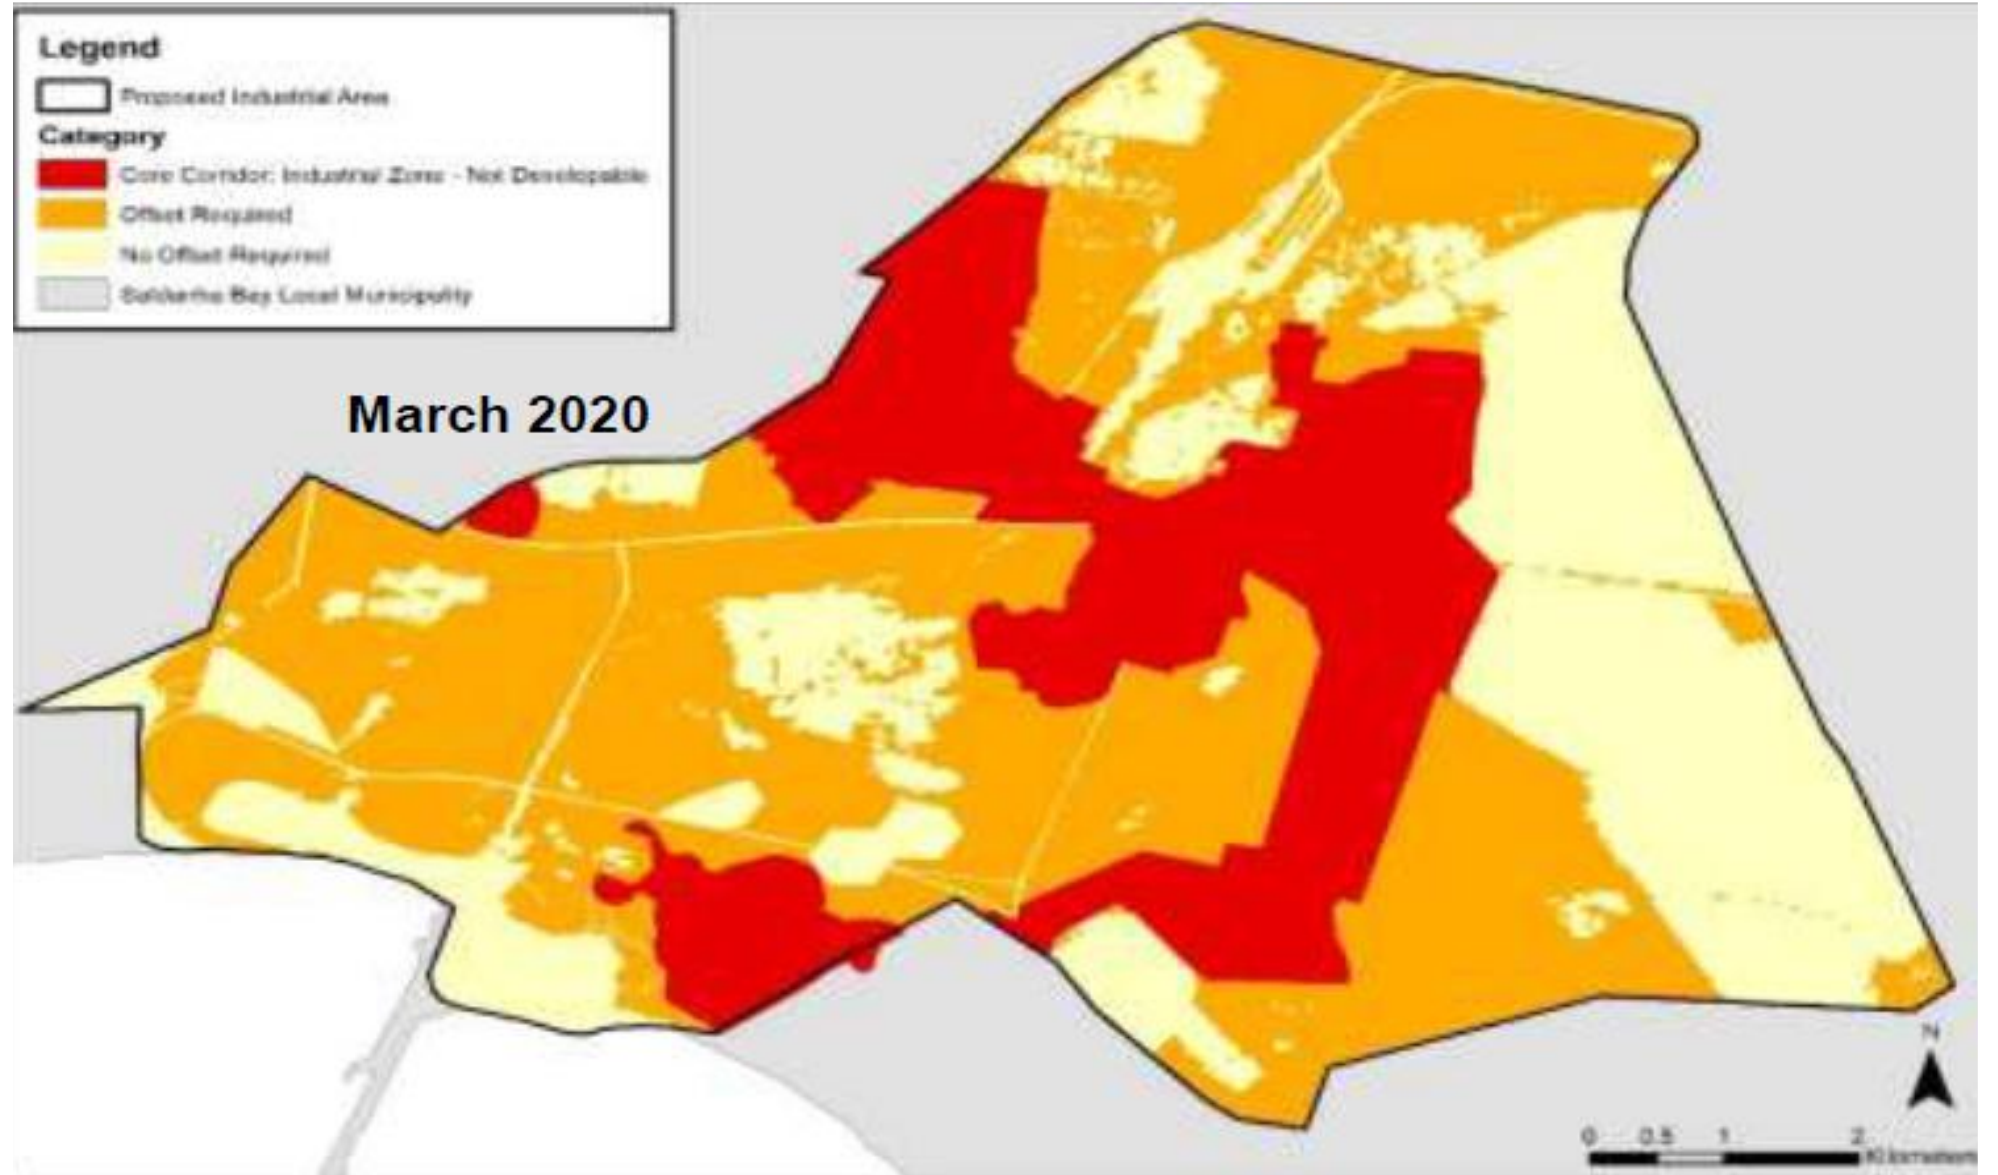 Legend
Proposed Industrial Area
Category
Core Corridor: Industrial Zone - Not Developable
Offset Required
No Offset Required
Saldanha Bay Local Municipality
March 2020
N
0 0.5 1 2
Kilometers